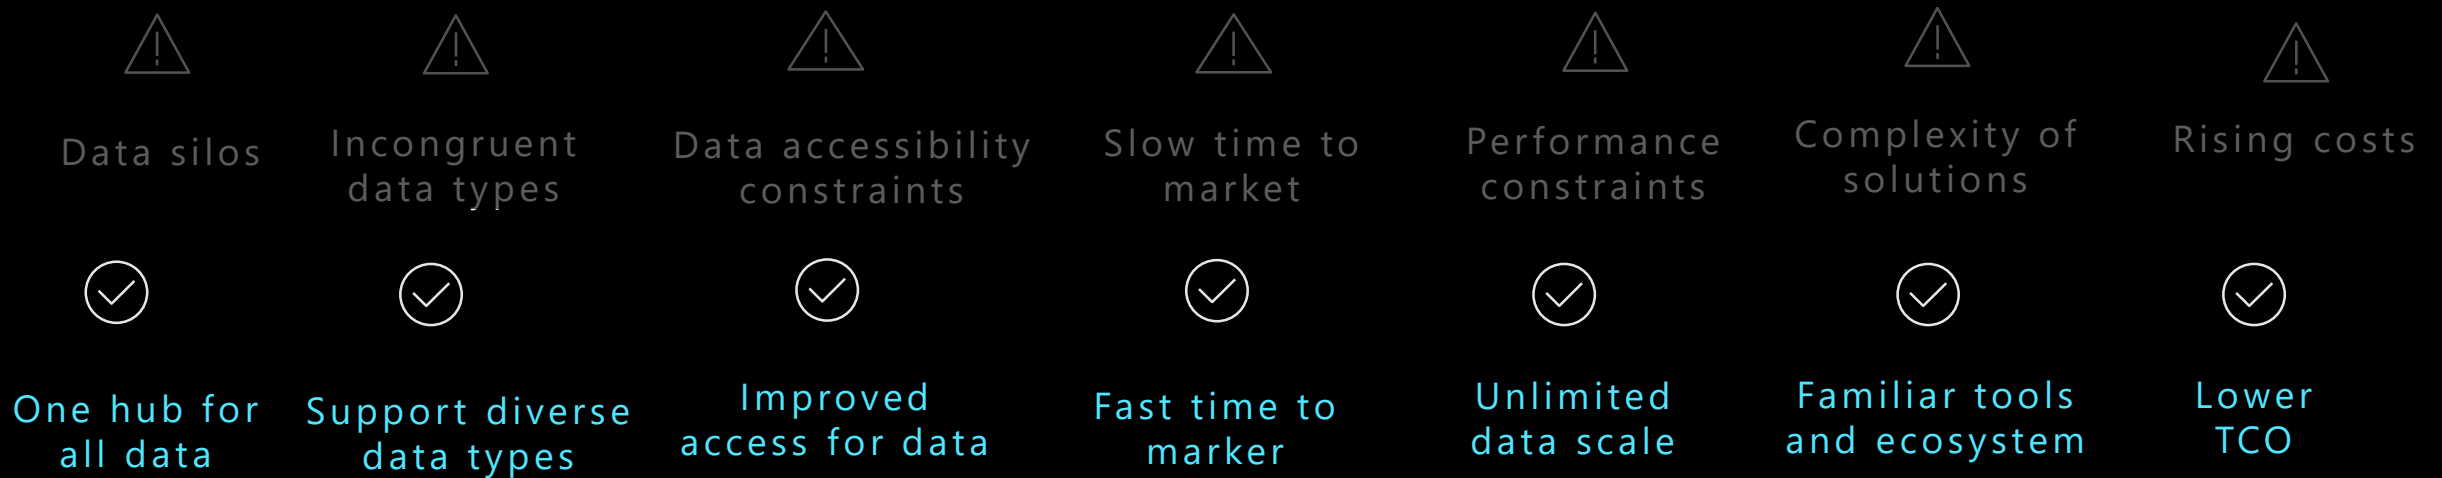 Data silos
Incongruent
data types
Data accessibility
constraints
Slow time to
market
Performance
constraints
Complexity of
solutions
Rising costs
One hub for
all data
Support diverse
data types
Improved
access for data
Fast time to
marker
Unlimited
data scale
Familiar tools
and ecosystem
Lower
TCO